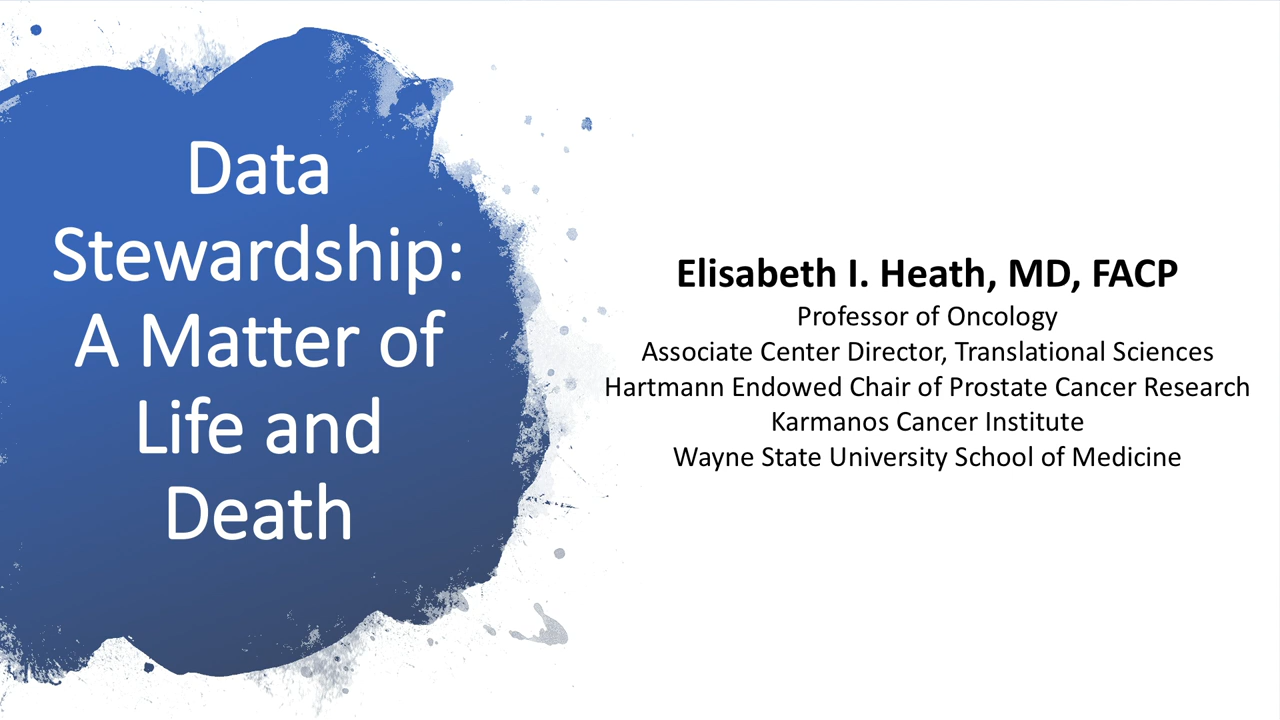 Data
Stewardship:
A Matter of
Life and
Death
Elisabeth I. Heath, MD, FACP
Professor of Oncology
Associate Center Director, Translational Sciences
Hartmann Endowed Chair of Prostate Cancer Research
Karmanos Cancer Institute
Wayne State University School of Medicine